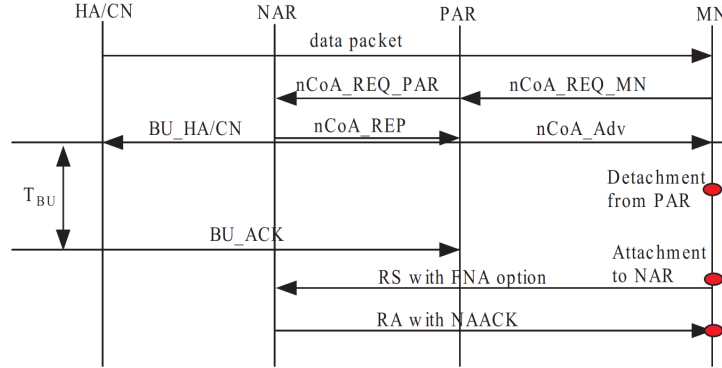 HA/CN NAR PAR MN
data packet
nCoA_REQ_PAR nCoA_REQ_MN
BU_HA/CN nCoA_REP nCoA_Adv
Detachment
from PAR
T_BU
BU_ACK
Attachment
to NAR
RS with FNA option
RA with NAACK